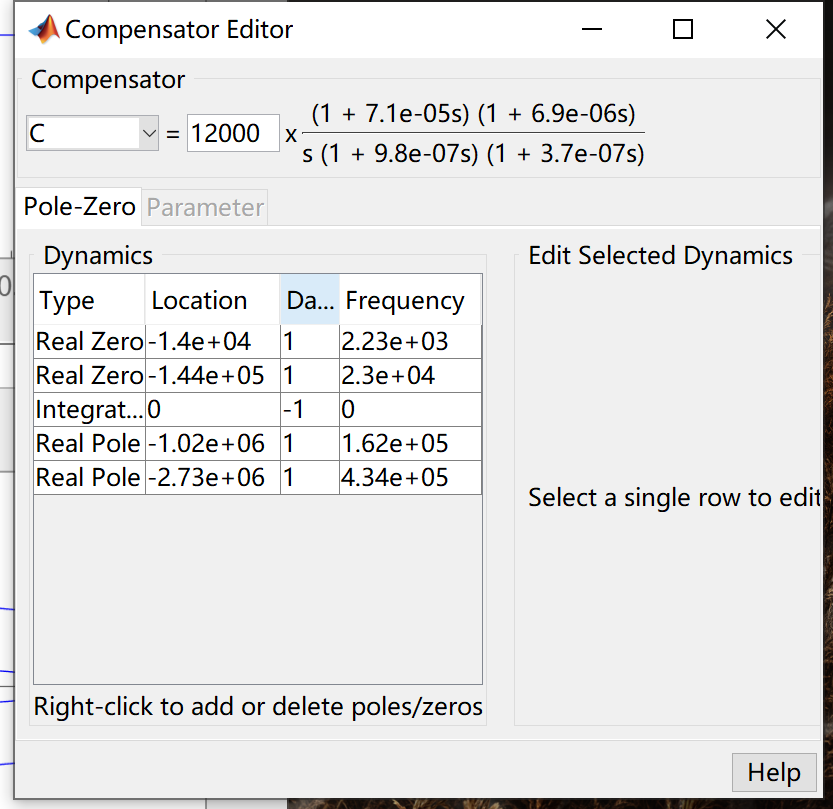 Compensator Editor
Compensator
C = 12000 x (1 + 7.1e-05s) (1 + 6.9e-06s)
s (1 + 9.8e-07s) (1 + 3.7e-07s)
Pole-Zero Parameter
Dynamics
Type Location Da... Frequency
Real Zero -1.4e+04 1 2.23e+03
Real Zero -1.44e+05 1 2.3e+04
Integrat... 0 -1 0
Real Pole -1.02e+06 1 1.62e+05
Real Pole -2.73e+06 1 4.34e+05
Right-click to add or delete poles/zeros
Edit Selected Dynamics
Select a single row to edit
Help